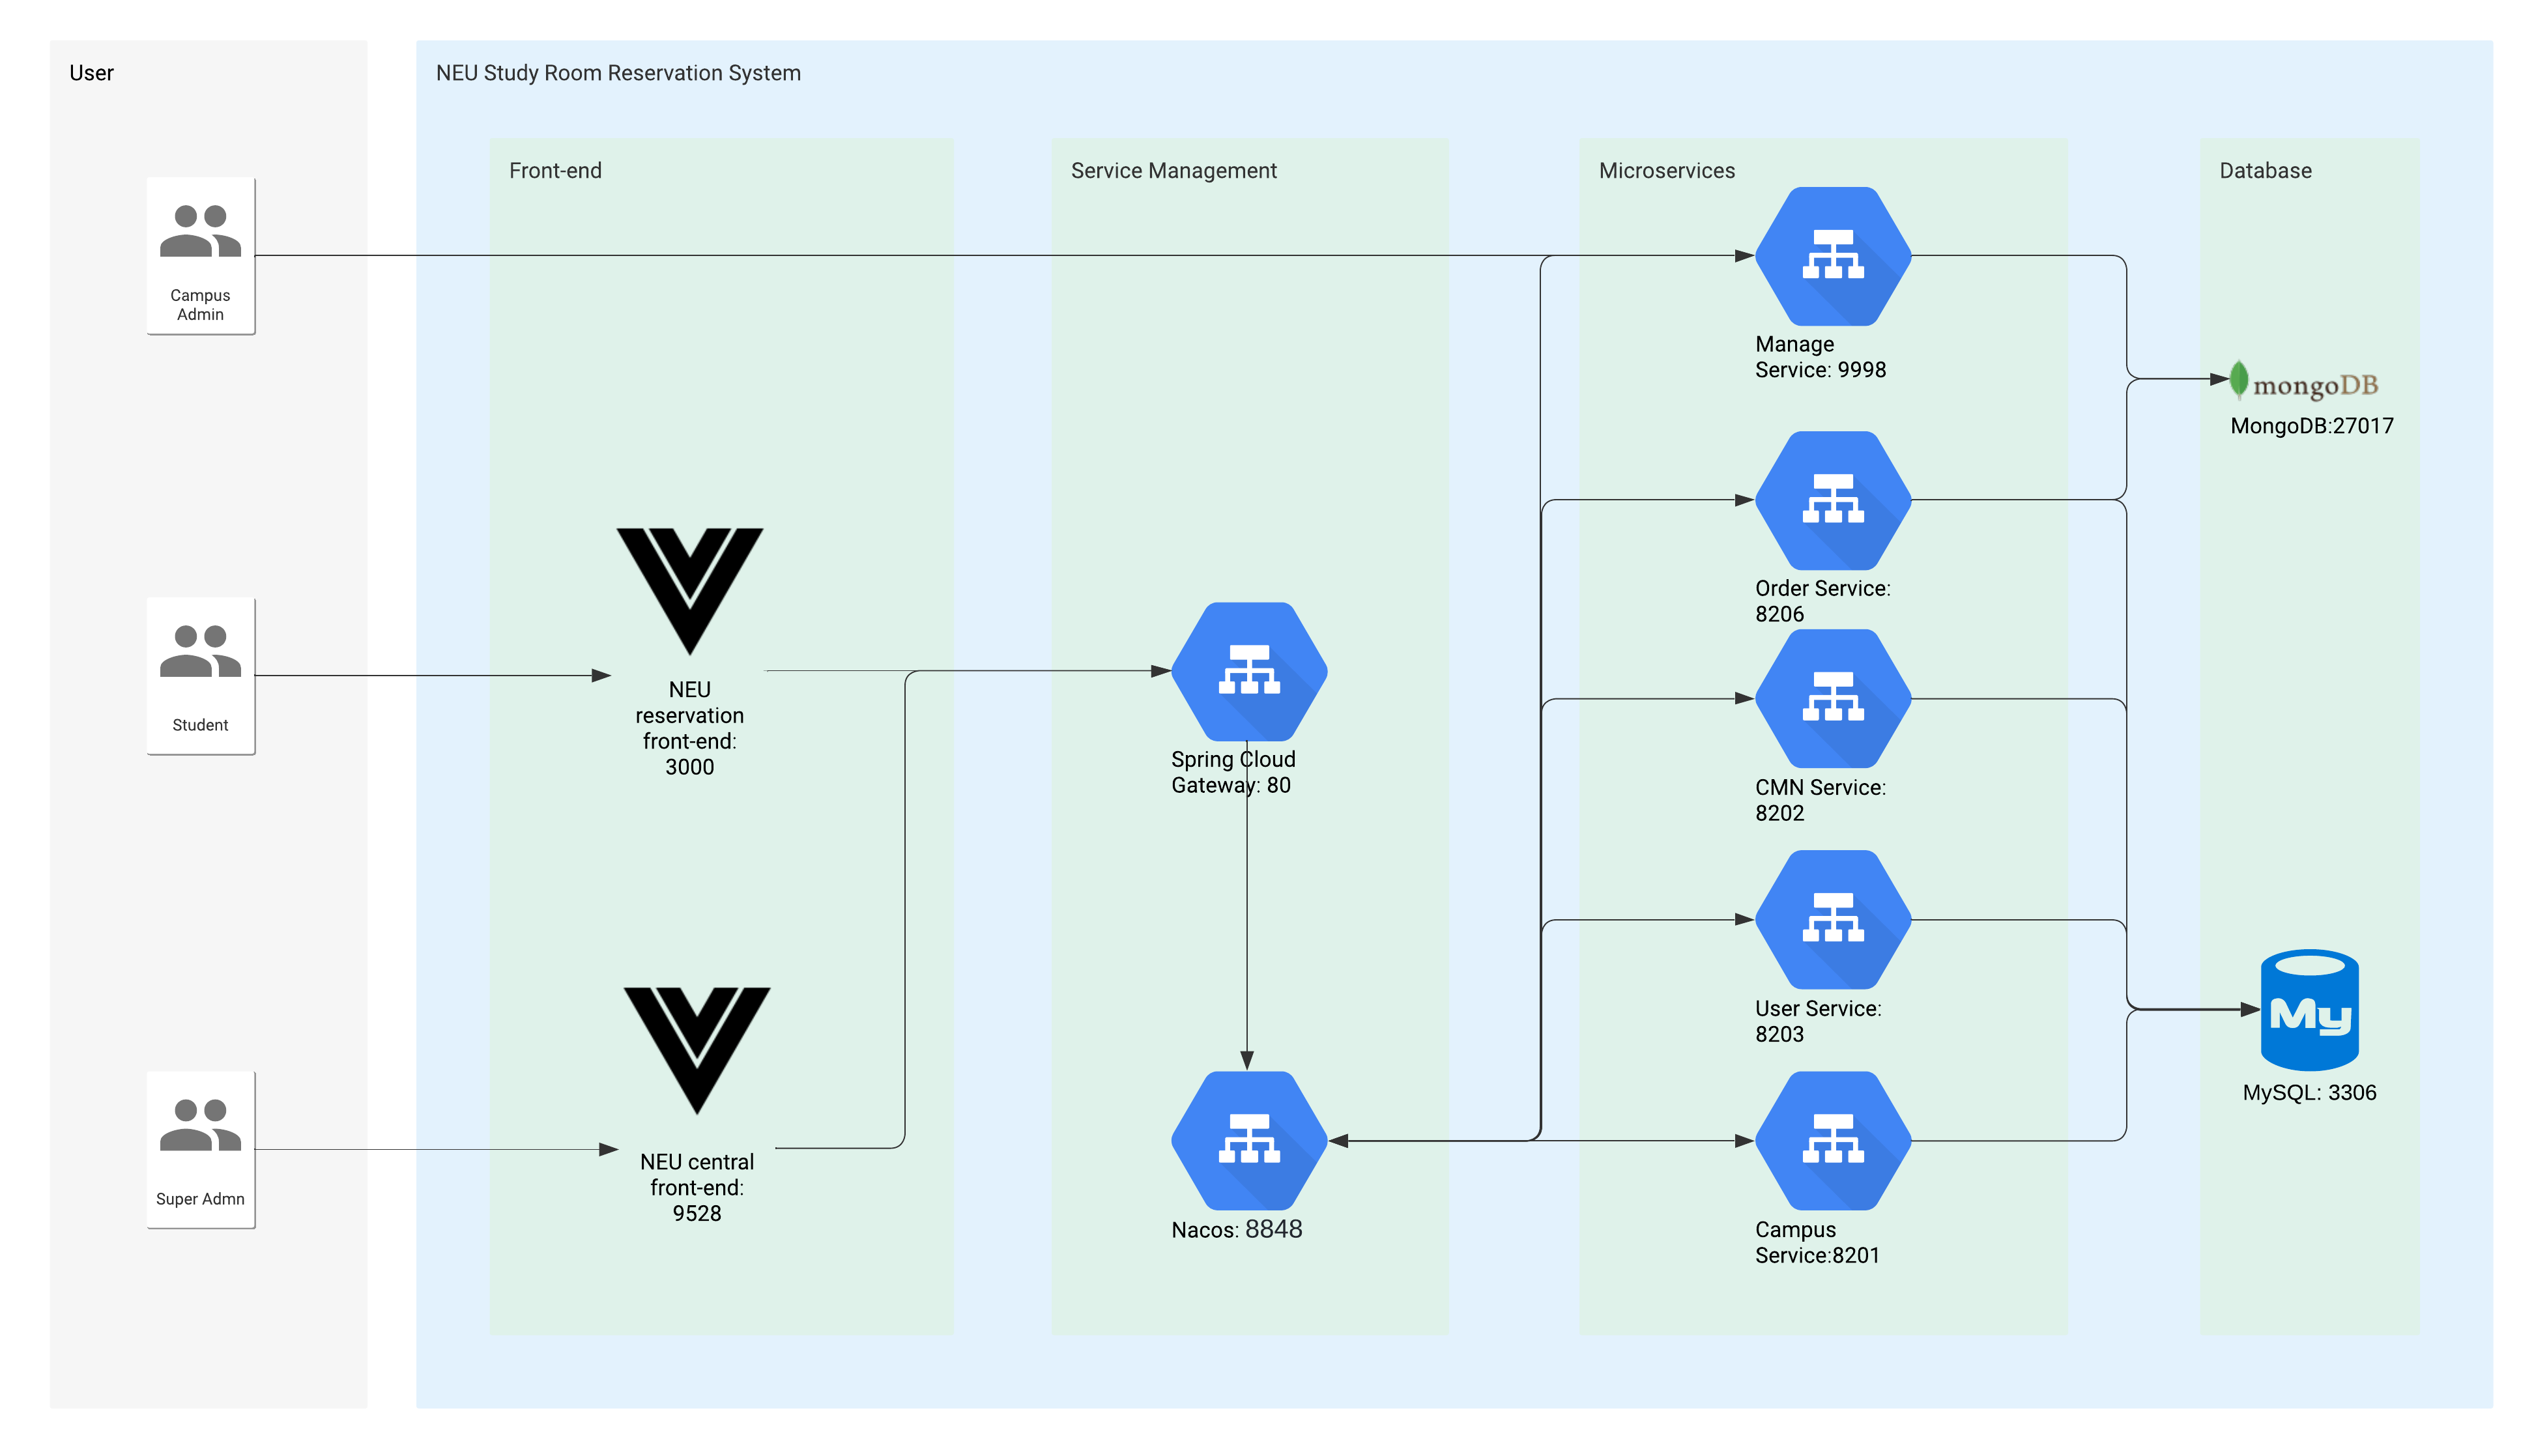 User
NEU Study Room Reservation System
Front-end
Service Management
Microservices
Database
Campus
Admin
Manage
Service: 9998
mongoDB
MongoDB:27017
Order Service:
8206
Student
NEU
reservation
front-end:
3000
Spring Cloud
Gateway: 80
CMN Service:
8202
User Service:
8203
My
MySQL: 3306
Super Admn
NEU central
front-end:
9528
Nacos: 8848
Campus
Service:8201